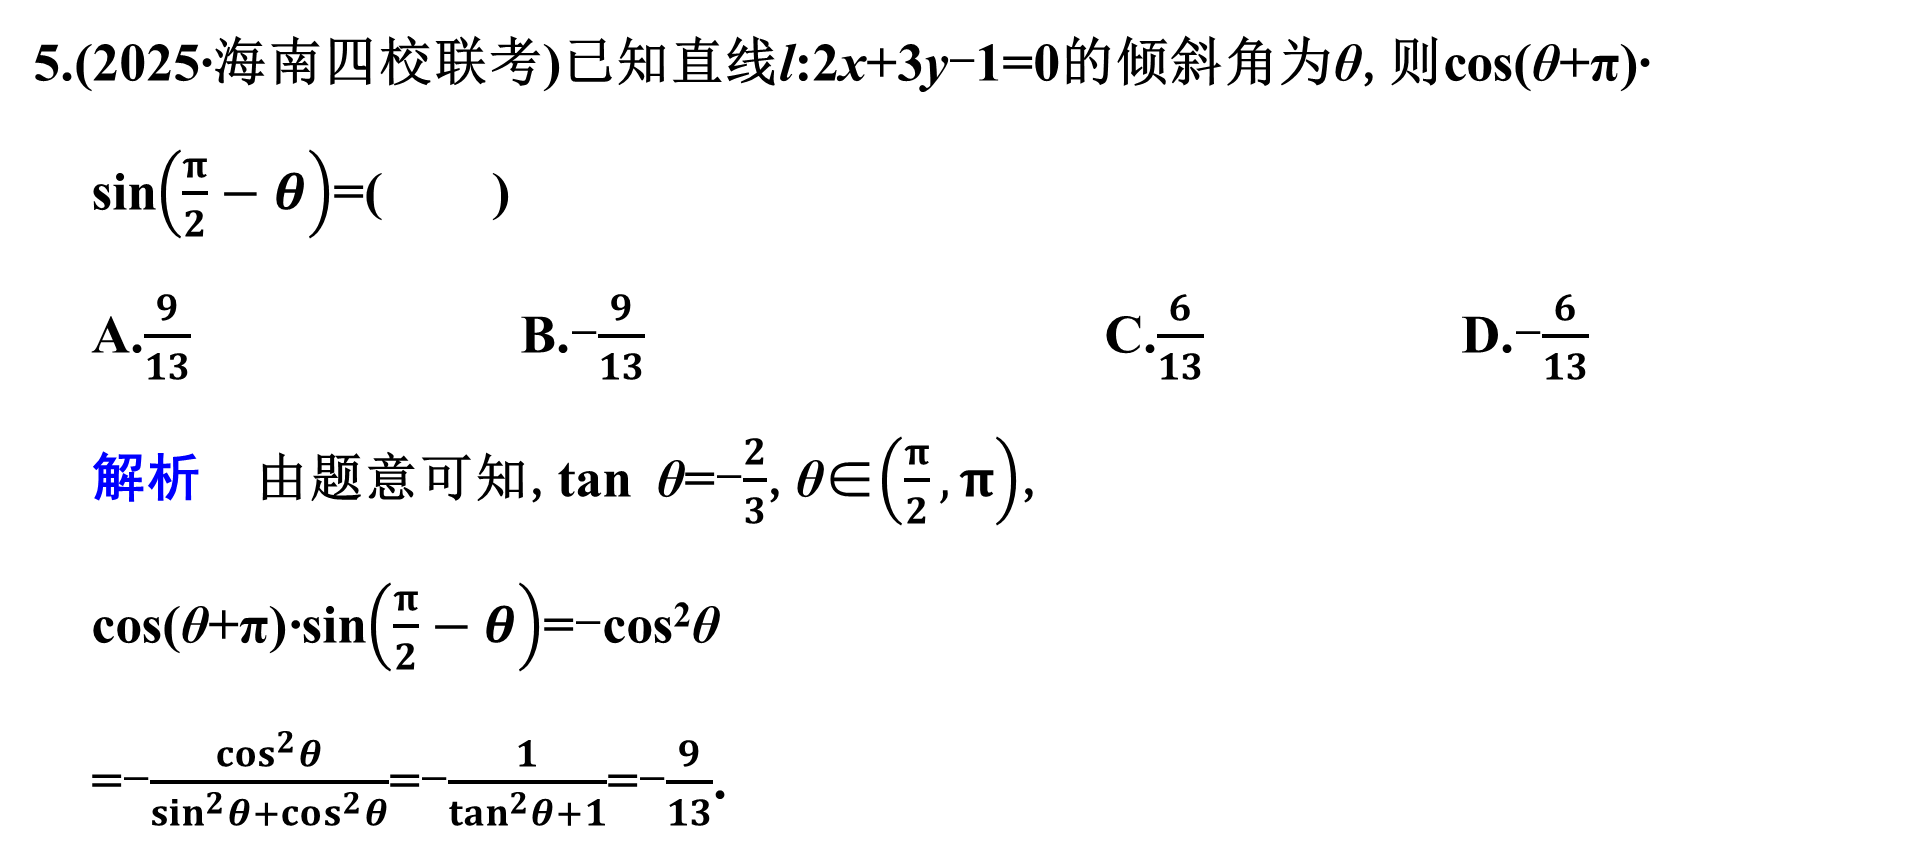 5.(2025·海南四校联考)已知直线l:2x+3y−1=0的倾斜角为θ, 则cos(θ+π)·
sin(π/2 − θ)=(  )
A.9/13 B.−9/13 C.6/13 D.−6/13
解析 由题意可知, tan θ=−2/3, θ∈(π/2, π),
cos(θ+π)·sin(π/2 − θ)=−cos²θ
=−cos²θ/(sin²θ+cos²θ)=−1/(tan²θ+1)=−9/13.